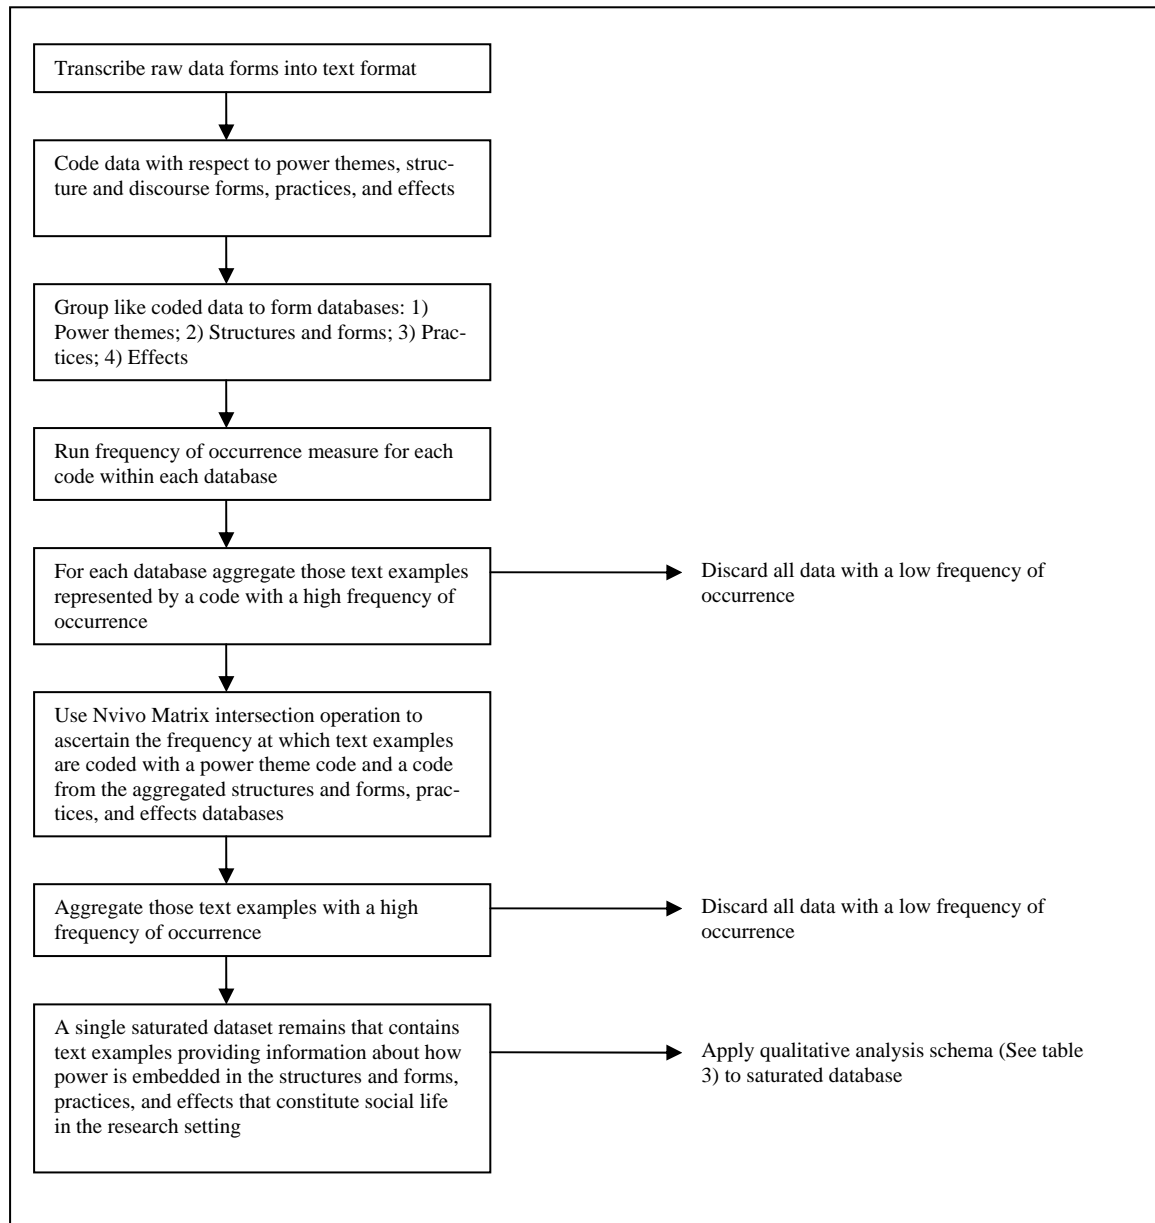 Transcribe raw data forms into text format
Code data with respect to power themes, struc-
ture and discourse forms, practices, and effects
Group like coded data to form databases: 1)
Power themes; 2) Structures and forms; 3) Prac-
tices; 4) Effects
Run frequency of occurrence measure for each
code within each database
For each database aggregate those text examples
represented by a code with a high frequency of
occurrence
Discard all data with a low frequency of
occurrence
Use Nvivo Matrix intersection operation to
ascertain the frequency at which text examples
are coded with a power theme code and a code
from the aggregated structures and forms, prac-
tices, and effects databases
Aggregate those text examples with a high
frequency of occurrence
Discard all data with a low frequency of
occurrence
A single saturated dataset remains that contains
text examples providing information about how
power is embedded in the structures and forms,
practices, and effects that constitute social life
in the research setting
Apply qualitative analysis schema (See table
3) to saturated database